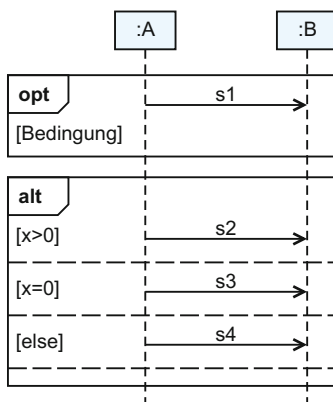 :A :B
opt s1
[Bedingung]
alt
[x>0] s2
[x=0] s3
[else] s4